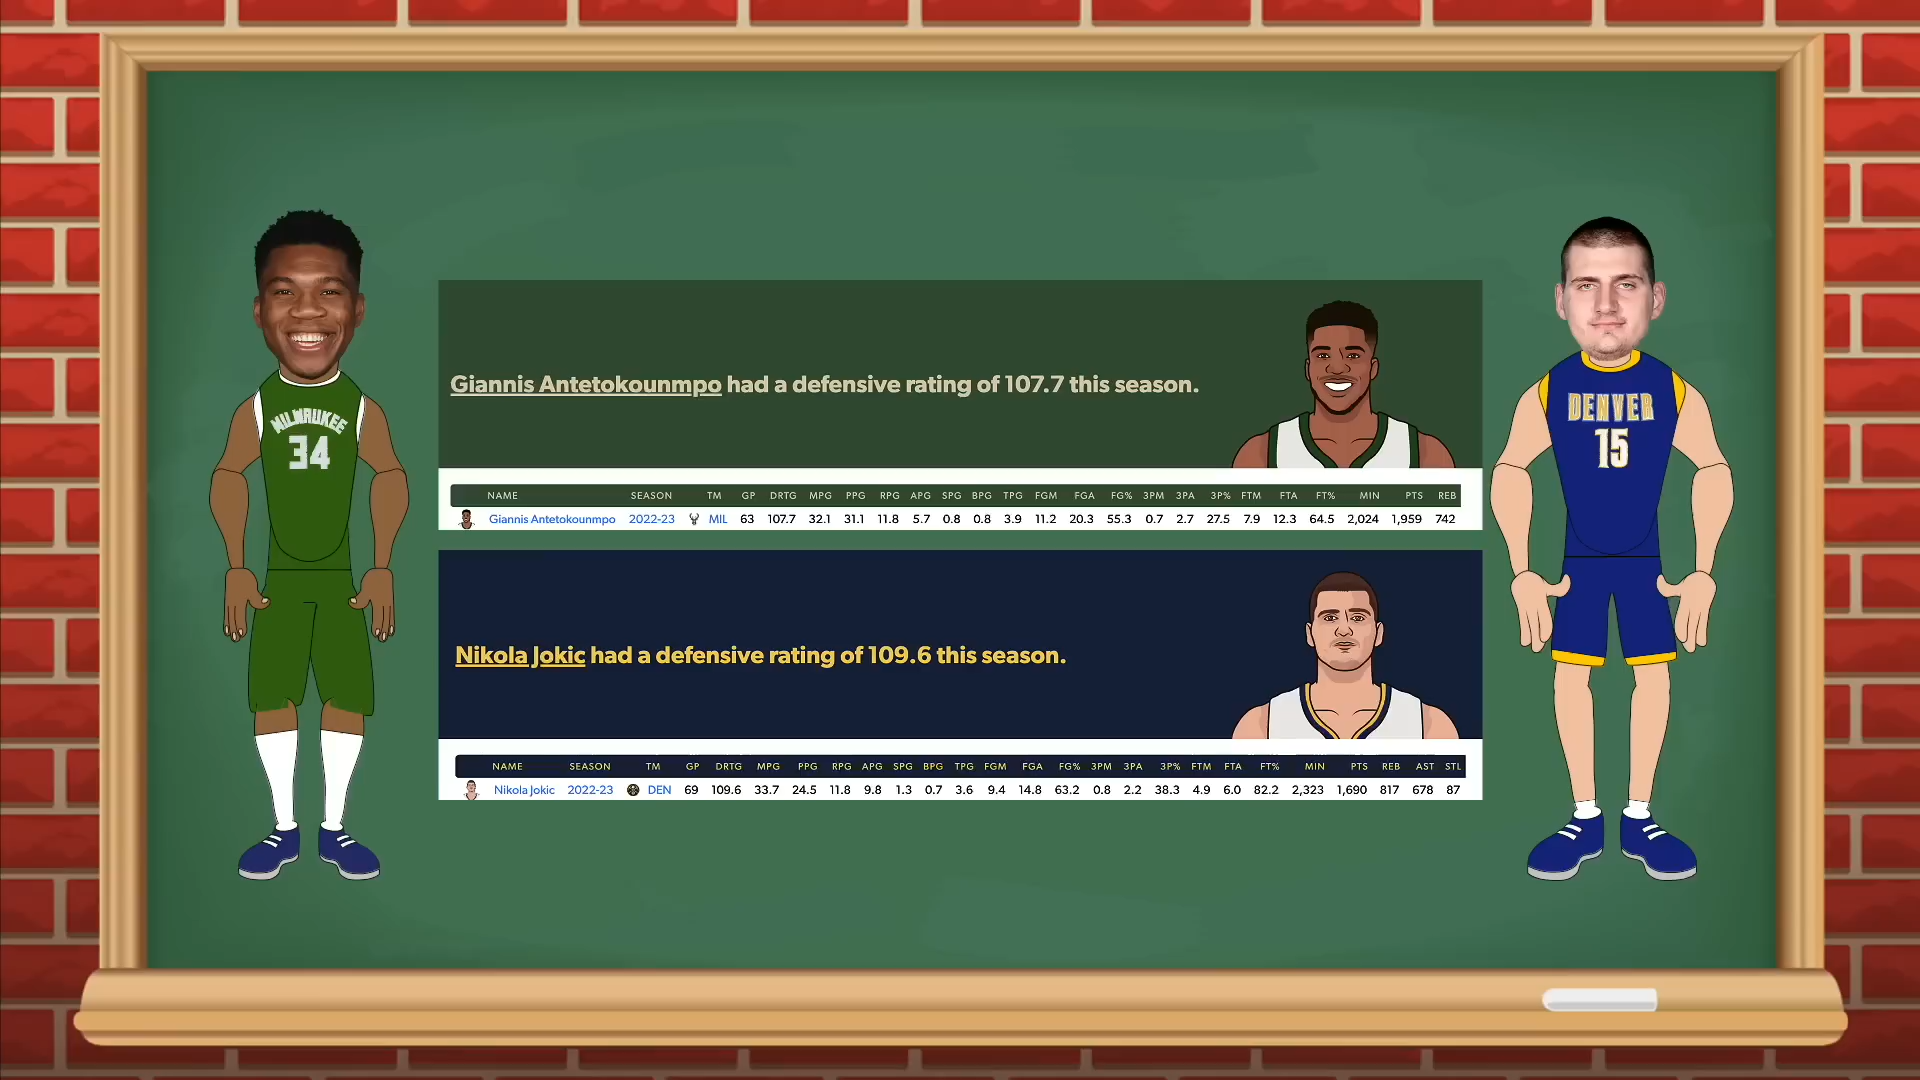 MILWAUKEE
34
Giannis Antetokounmpo had a defensive rating of 107.7 this season.
NAME SEASON TM GP DRTG MPG PPG RPG APG SPG BPG TPG FGM FGA FG% 3PM 3PA 3P% FTM FTA FT% MIN PTS REB
Giannis Antetokounmpo 2022-23 MIL 63 107.7 32.1 31.1 11.8 5.7 0.8 0.8 3.9 11.2 20.3 55.3 0.7 2.7 27.5 7.9 12.3 64.5 2,024 1,959 742
Nikola Jokic had a defensive rating of 109.6 this season.
NAME SEASON TM GP DRTG MPG PPG RPG APG SPG BPG TPG FGM FGA FG% 3PM 3PA 3P% FTM FTA FT% MIN PTS REB AST STL
Nikola Jokic 2022-23 DEN 69 109.6 33.7 24.5 11.8 9.8 1.3 0.7 3.6 9.4 14.8 63.2 0.8 2.2 38.3 4.9 6.0 82.2 2,323 1,690 817 678 87
DENVER
15